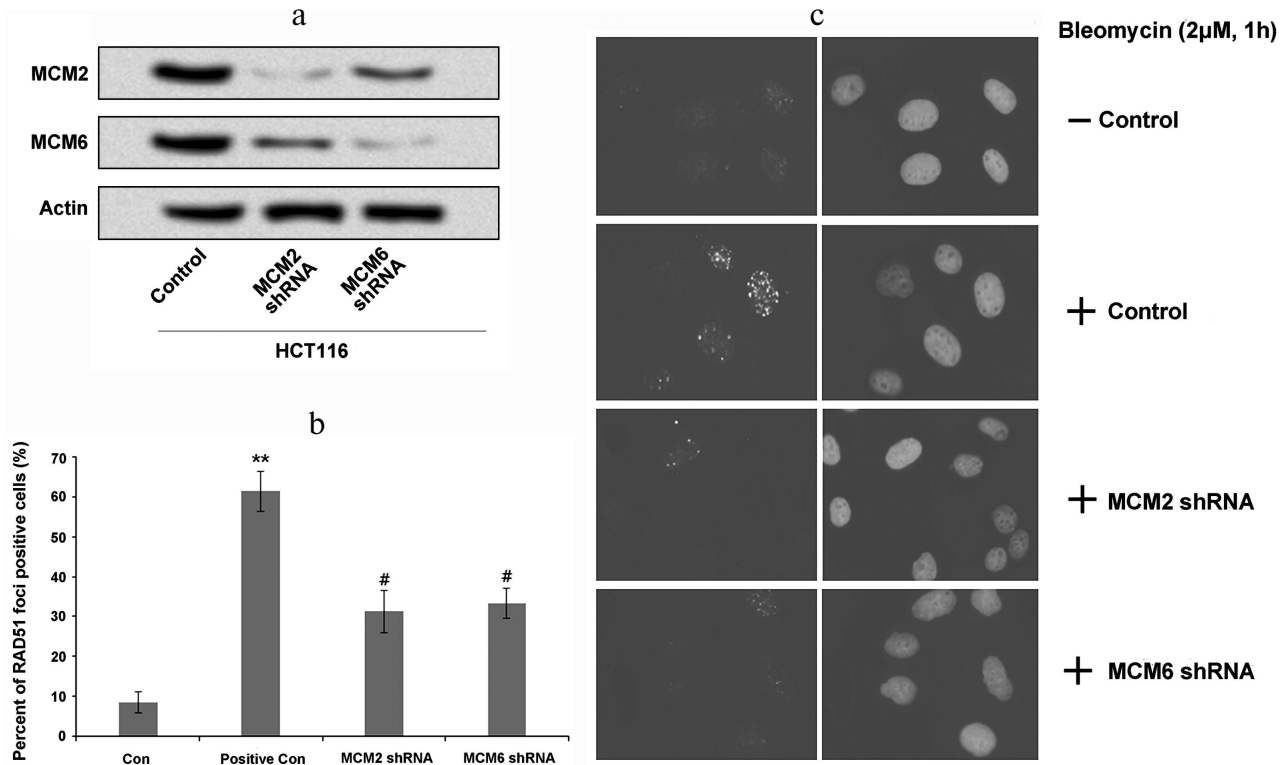 a
MCM2
MCM6
Actin
Control
MCM2
shRNA
MCM6
shRNA
HCT116
b
Percent of RAD51 foci positive cells (%)
70
60
50
40
30
20
10
0
**
#
#
Con
Positive Con
MCM2 shRNA
MCM6 shRNA
c
Bleomycin (2µM, 1h)
− Control
+ Control
+ MCM2 shRNA
+ MCM6 shRNA